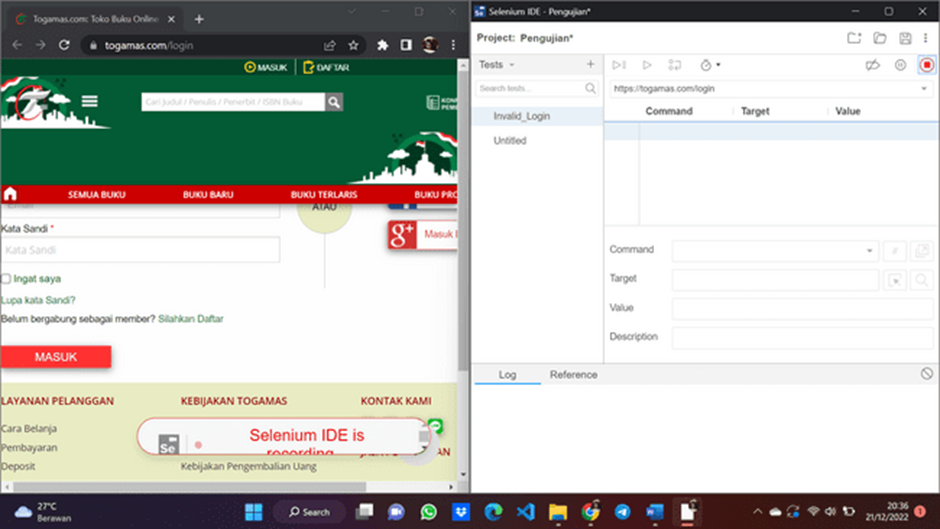 Togamas.com: Toko Buku Online
togamas.com/login
MASUK
DAFTAR
Cari Judul / Penulis / Penerbit / ISBN Buku
SEMUA BUKU
BUKU BARU
BUKU TERLARIS
BUKU PRO
Email
ATAU
Kata Sandi *
Kata Sandi
g+
Masuk
Ingat saya
Lupa kata Sandi?
Belum bergabung sebagai member? Silahkan Daftar
MASUK
LAYANAN PELANGGAN
KEBIJAKAN TOGAMAS
KONTAK KAMI
Cara Belanja
Pembayaran
Deposit
Se
Selenium IDE is
recording
Kebijakan Pengembalian Uang
Se
Selenium IDE - Pengujian*
Project: Pengujian*
Tests
Search tests...
https://togamas.com/login
Command
Target
Value
Invalid_Login
Untitled
Command
Target
Value
Description
Log
Reference
27°C
Berawan
Search
20:36
21/12/2022
1